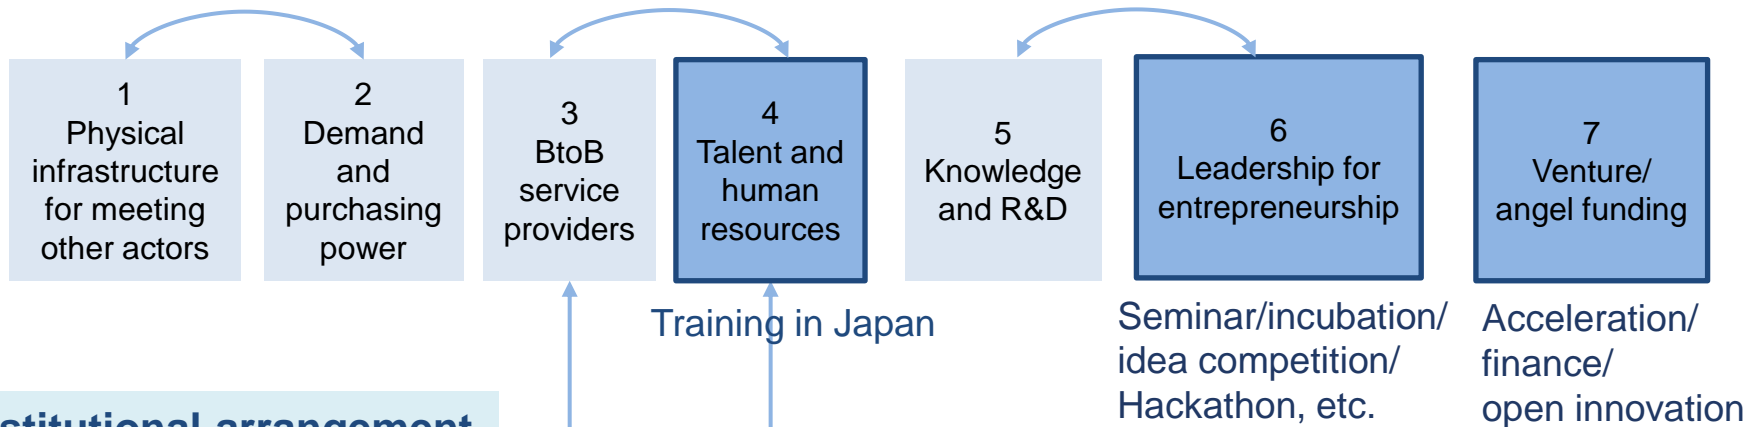 1
Physical
infrastructure
for meeting
other actors
2
Demand
and
purchasing
power
3
BtoB
service
providers
4
Talent and
human
resources
5
Knowledge
and R&D
6
Leadership for
entrepreneurship
7
Venture/
angel funding
Training in Japan
Seminar/incubation/
idea competition/
Hackathon, etc.
Acceleration/
finance/
open innovation
stitutional arrangement